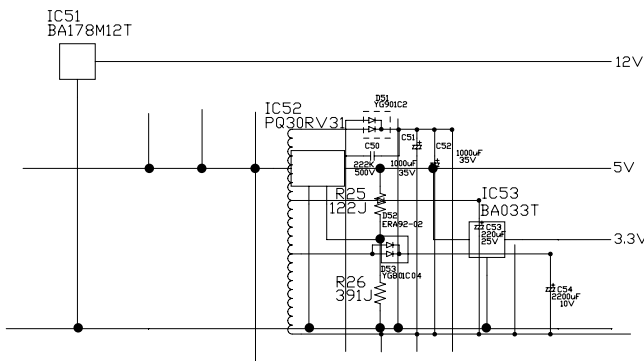 IC51
BA178M12T
12V
D51
YG901C2
IC52
PQ30RV31
C50
222K
500V
C51
1000uF
35V
C52
1000uF
35V
5V
R25
122J
D52
ERA92-02
IC53
BA033T
C53
220uF
25V
3.3V
D53
YG801C04
R26
391J
C54
2200uF
10V